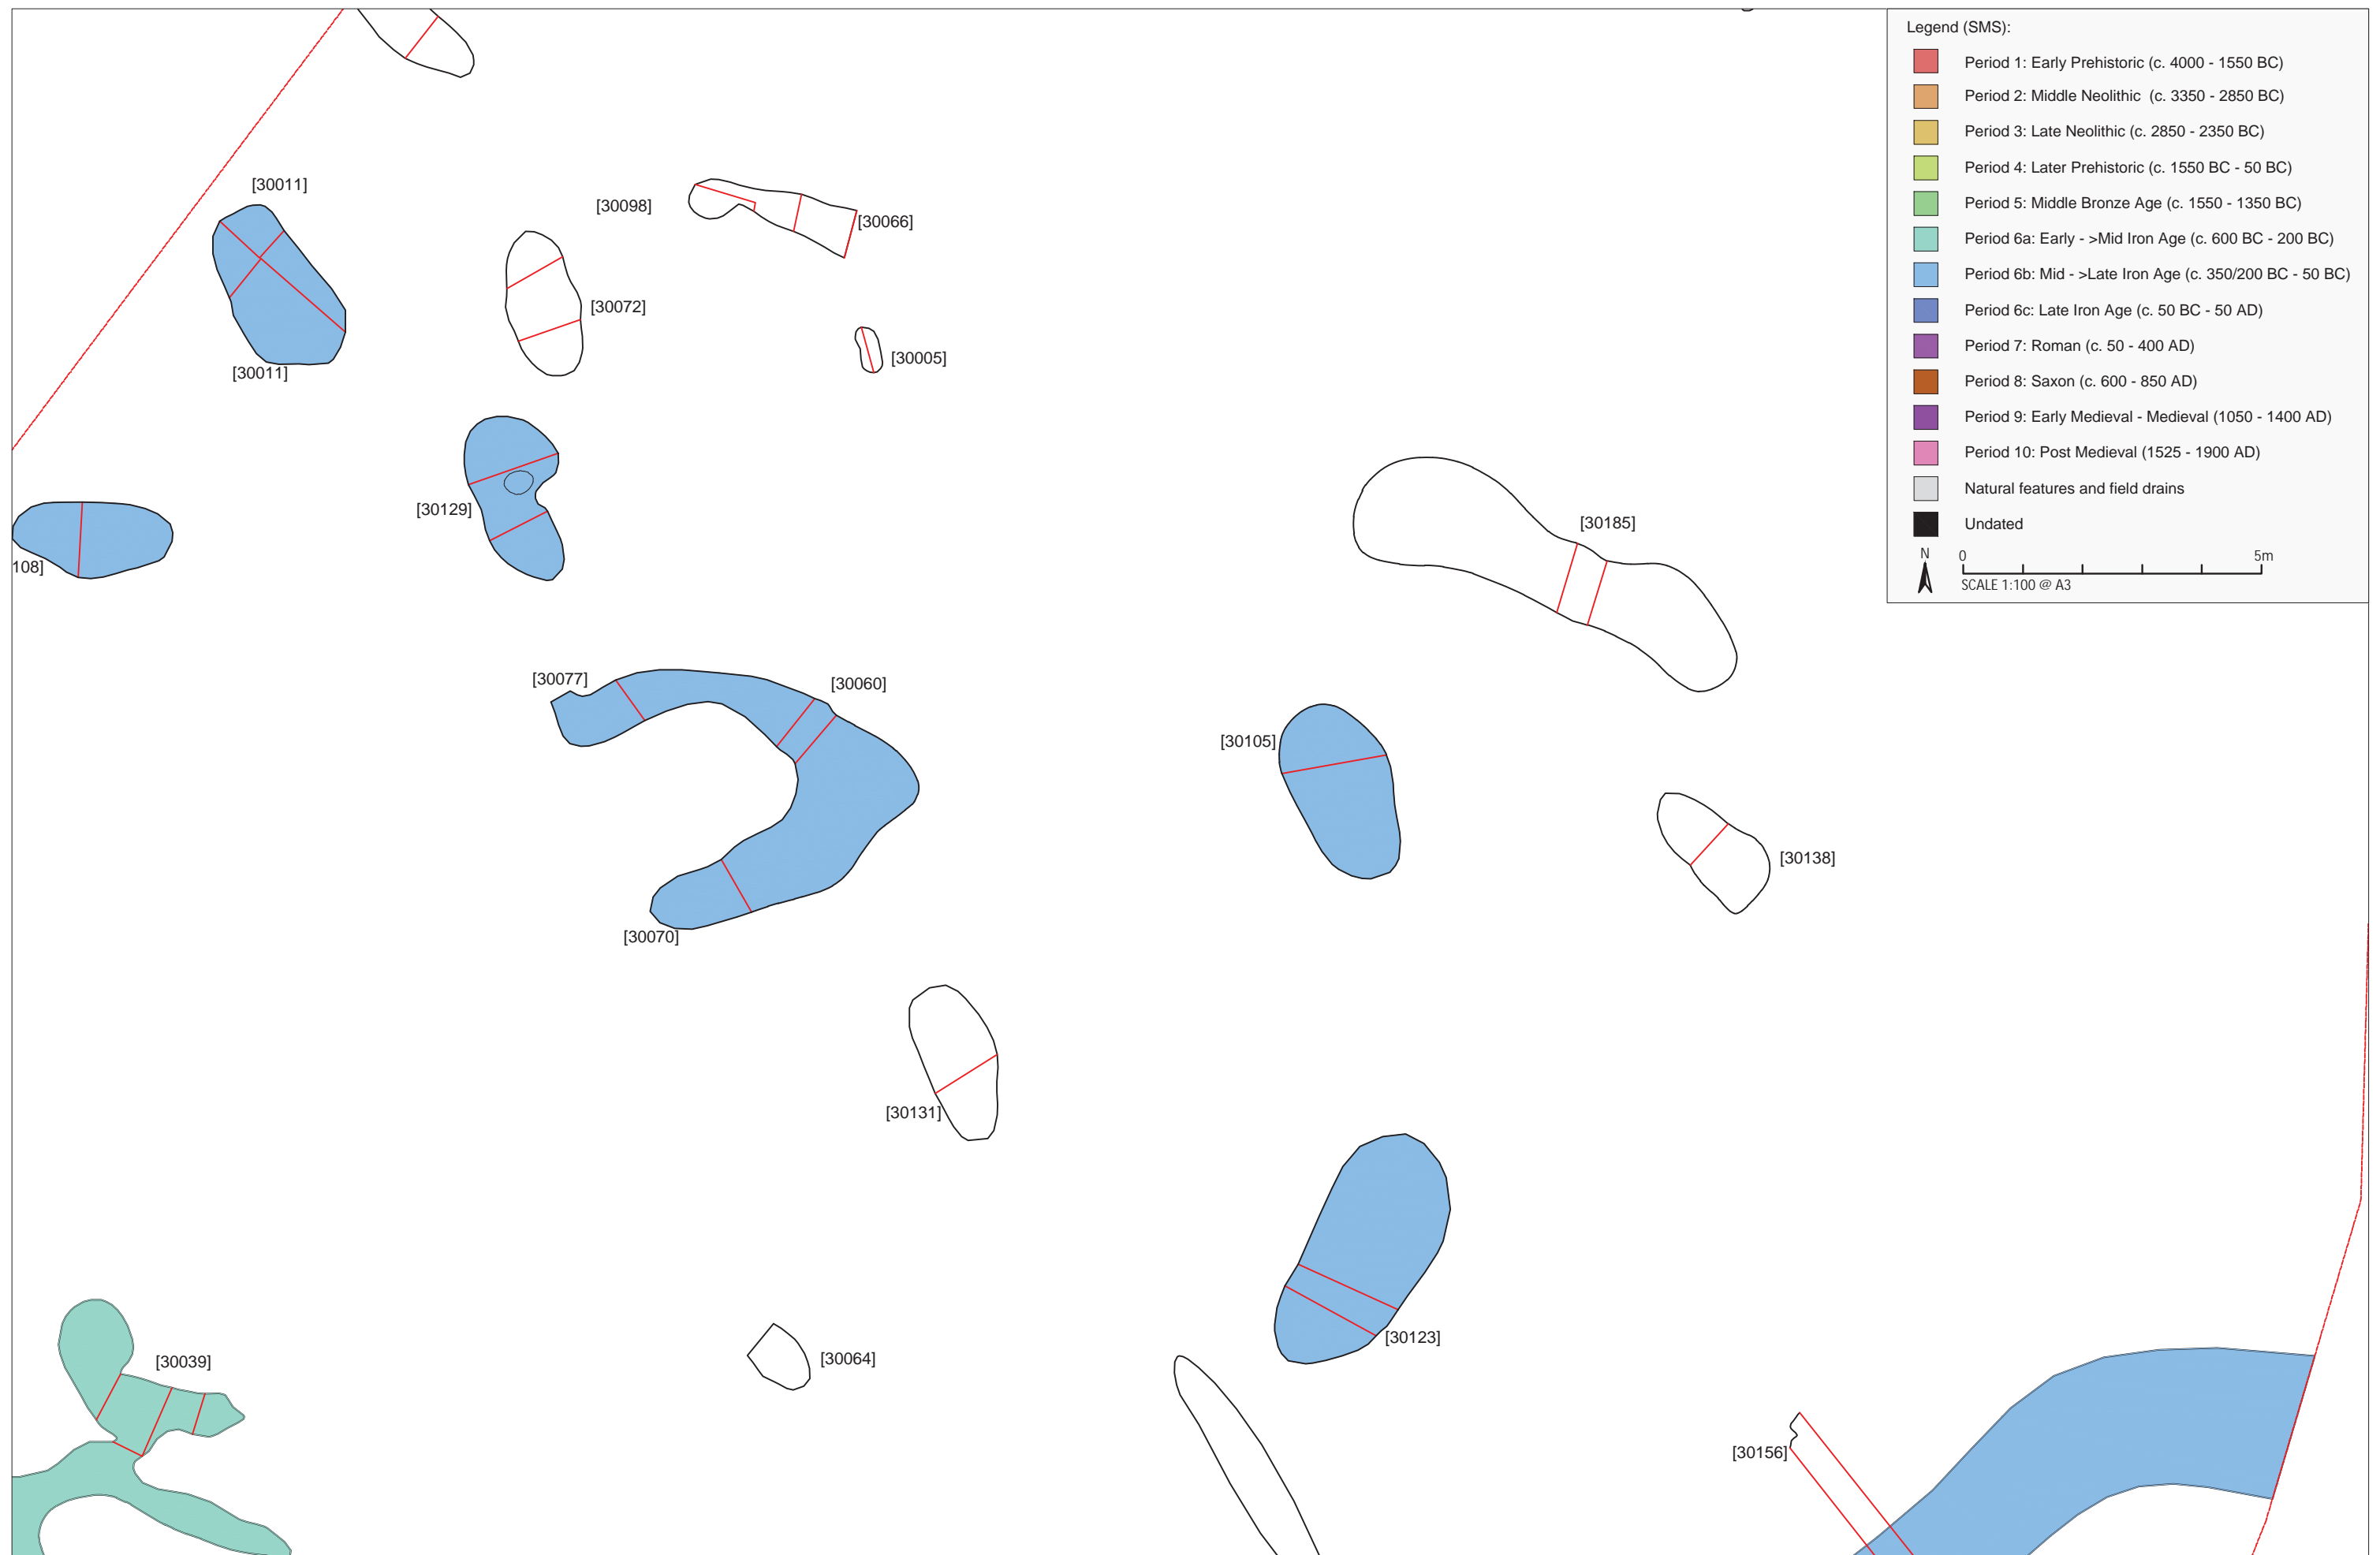 Legend (SMS):
Period 1: Early Prehistoric (c. 4000 - 1550 BC)
Period 2: Middle Neolithic (c. 3350 - 2850 BC)
Period 3: Late Neolithic (c. 2850 - 2350 BC)
Period 4: Later Prehistoric (c. 1550 BC - 50 BC)
Period 5: Middle Bronze Age (c. 1550 - 1350 BC)
Period 6a: Early - >Mid Iron Age (c. 600 BC - 200 BC)
Period 6b: Mid - >Late Iron Age (c. 350/200 BC - 50 BC)
Period 6c: Late Iron Age (c. 50 BC - 50 AD)
Period 7: Roman (c. 50 - 400 AD)
Period 8: Saxon (c. 600 - 850 AD)
Period 9: Early Medieval - Medieval (1050 - 1400 AD)
Period 10: Post Medieval (1525 - 1900 AD)
Natural features and field drains
Undated
N 0 5m
SCALE 1:100 @ A3
[30011]
[30098]
[30066]
[30072]
[30005]
[30011]
[30129]
[30185]
108]
[30077]
[30060]
[30105]
[30138]
[30070]
[30131]
[30123]
[30039]
[30064]
[30156]